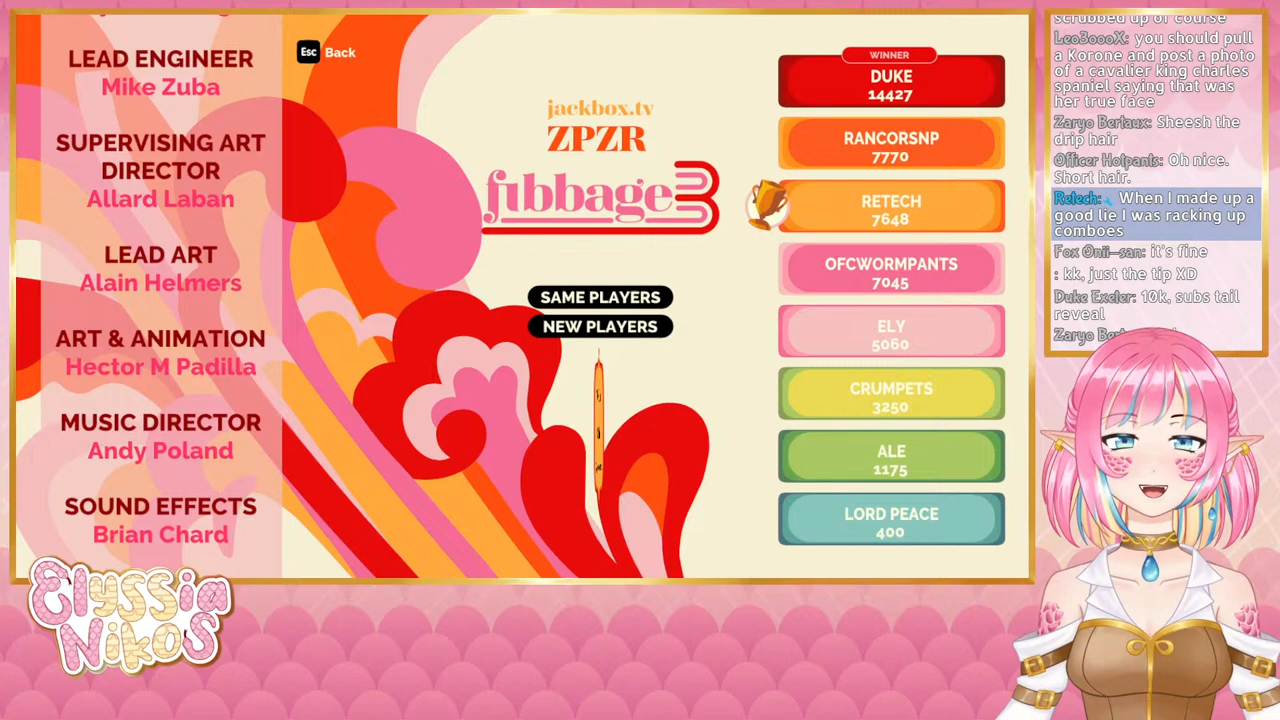 LEAD ENGINEER
Mike Zuba
SUPERVISING ART
DIRECTOR
Allard Laban
LEAD ART
Alain Helmers
ART & ANIMATION
Hector M Padilla
MUSIC DIRECTOR
Andy Poland
SOUND EFFECTS
Brian Chard
Elyssia
Nikos
Esc Back
jackbox.tv
ZPZR
fibbage 3
SAME PLAYERS
NEW PLAYERS
WINNER
DUKE
14427
RANCORSNP
7770
RETECH
7648
OFCWORMPANTS
7045
ELY
5060
CRUMPETS
3250
ALE
1175
LORD PEACE
400
scrubbed up of course
Leo3oooX: you should pull
a Korone and post a photo
of a cavalier king charles
spaniel saying that was
her true face
Zaryo Berlaux: Sheesh the
drip hair
Officer Holpants: Oh nice.
Short hair.
Retech: When I made up a
good lie I was racking up
comboes
Fox Onii-san: it's fine
: kk, just the tip XD
Duke Exeler: 10k, subs tail
reveal
Zaryo